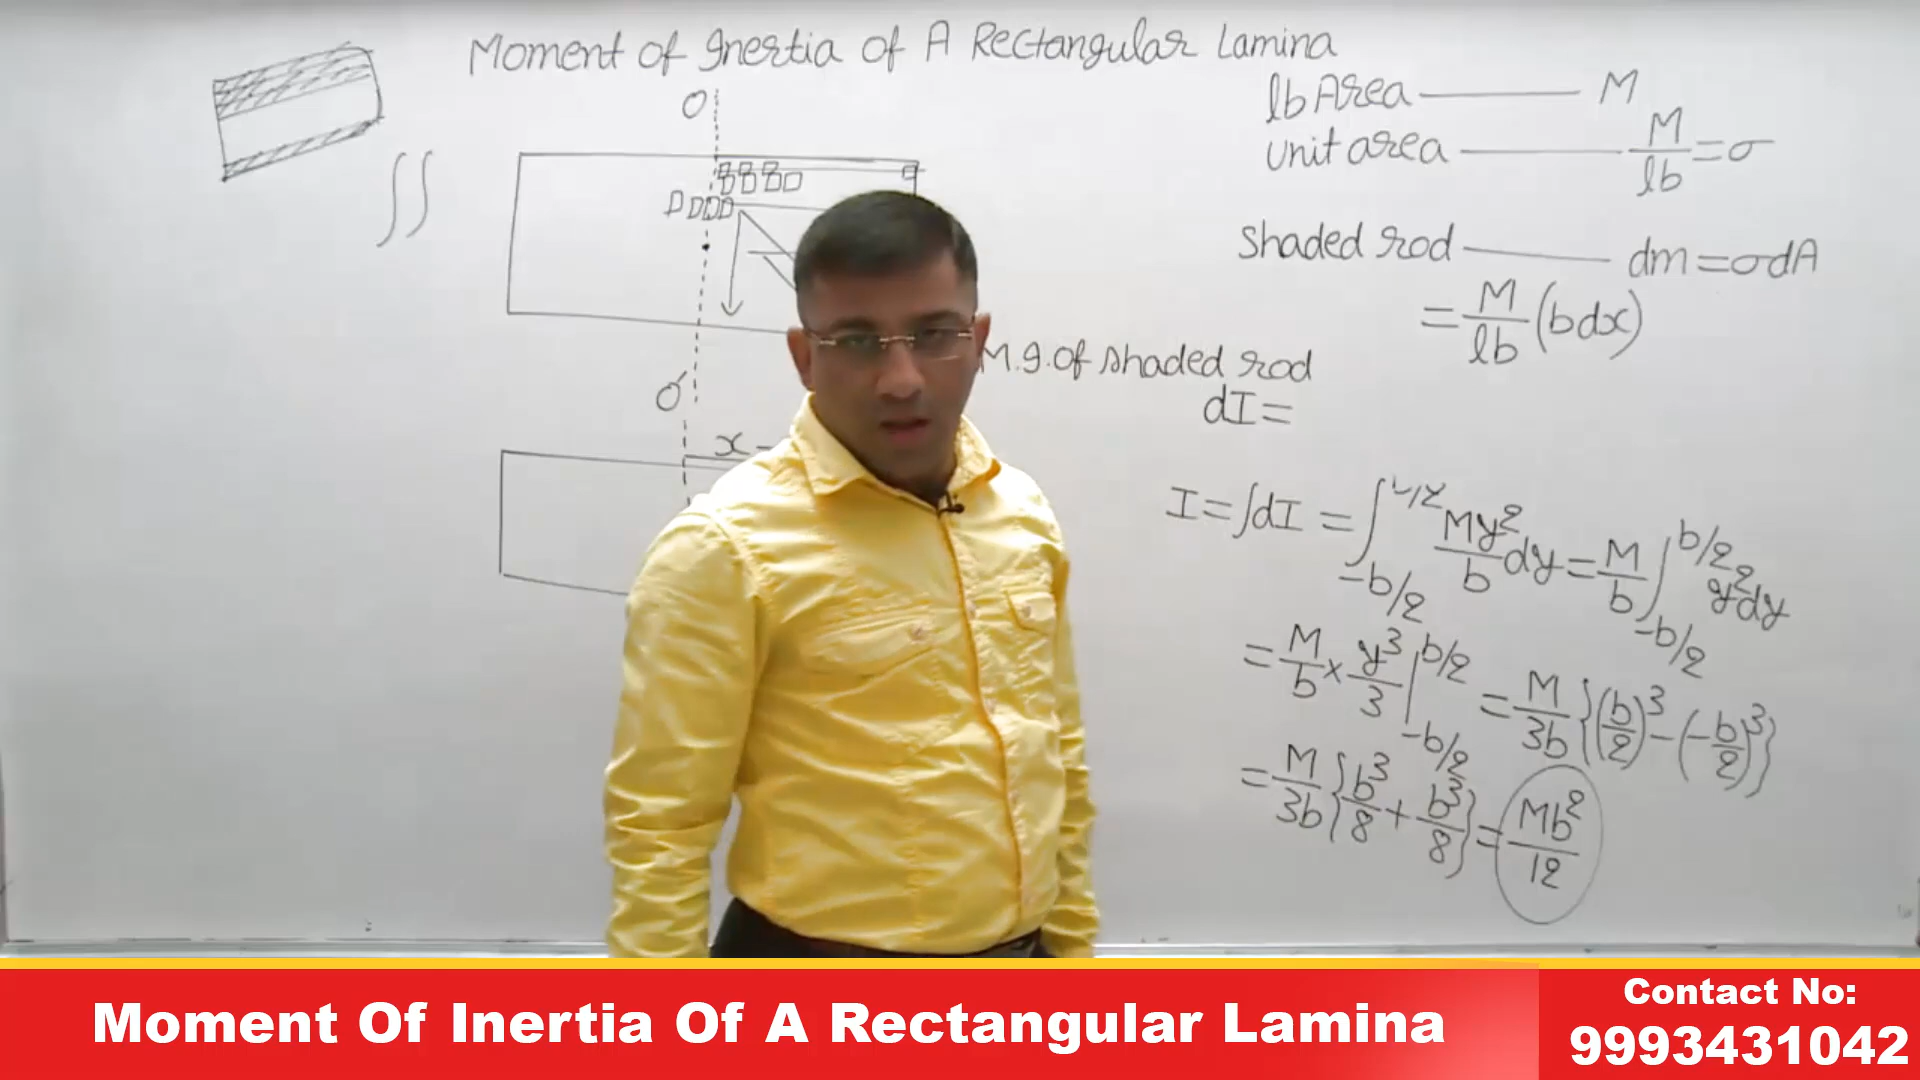 Moment of Inertia of A Rectangular Lamina
lb Area — M
unit area — M/lb = σ
shaded rod — dm = σdA
= M/lb (bdx)
O
O'
x
M.I. of shaded rod
dI =
I = ∫dI = ∫_{-b/2}^{b/2} My²/b dy = M/b ∫_{-b/2}^{b/2} y²dy
= M/b × y³/3 |_{-b/2}^{b/2} = M/3b {(b/2)³ - (-b/2)³}
= M/3b {b³/8 + b³/8} = Mb²/12
∬
Moment Of Inertia Of A Rectangular Lamina
Contact No:
9993431042